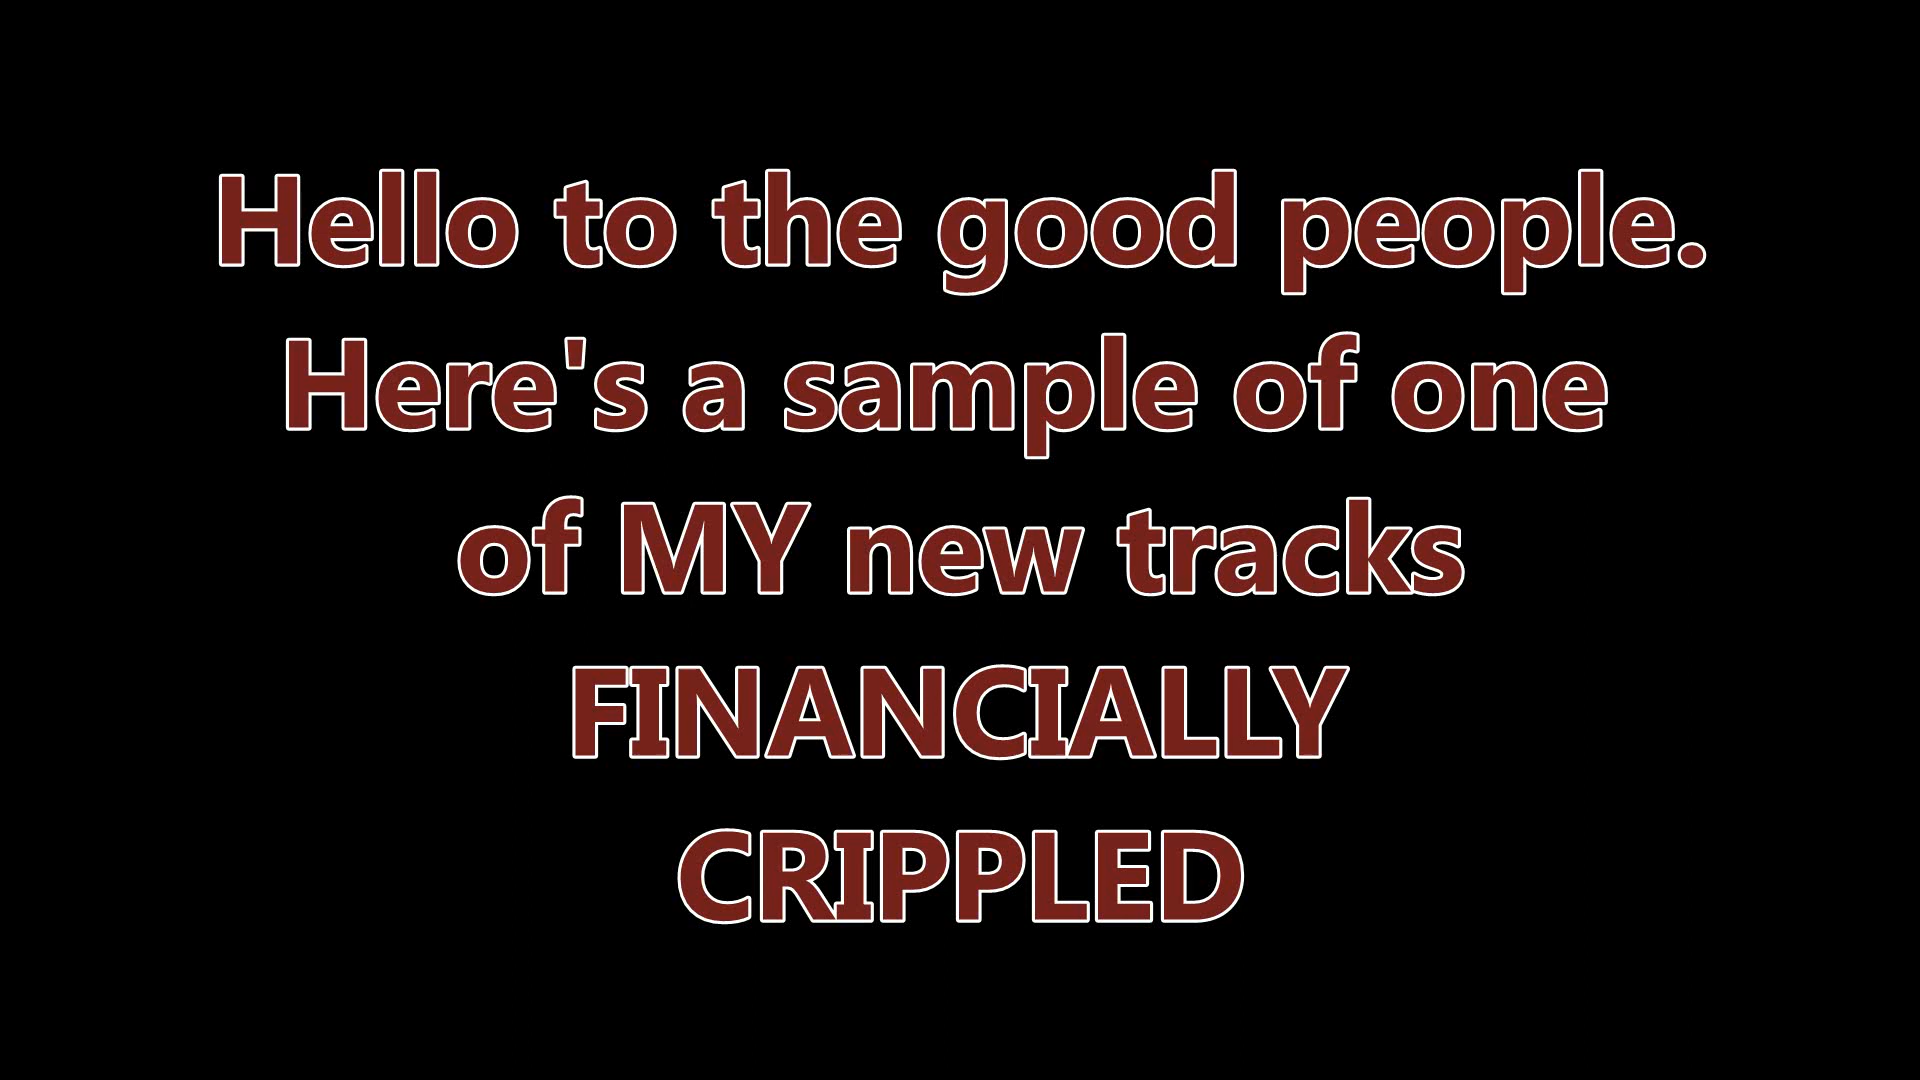 Hello to the good people.
Here's a sample of one
of MY new tracks
FINANCIALLY
CRIPPLED